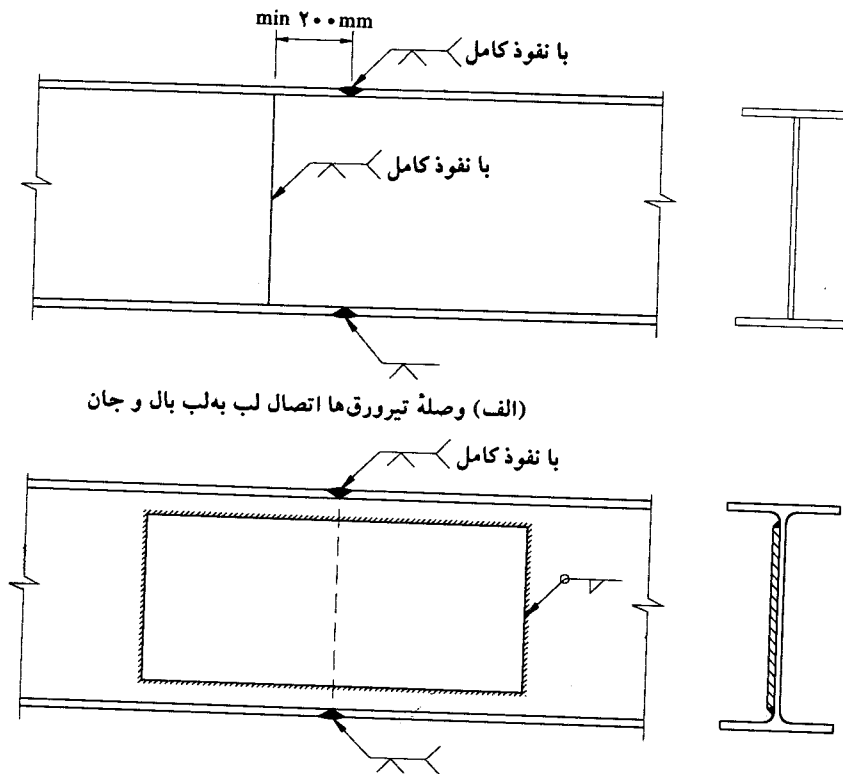 min ۲۰۰mm
با نفوذ کامل
با نفوذ کامل
(الف) وصلهٔ تیرورق‌ها اتصال لب به‌لب بال و جان
با نفوذ کامل